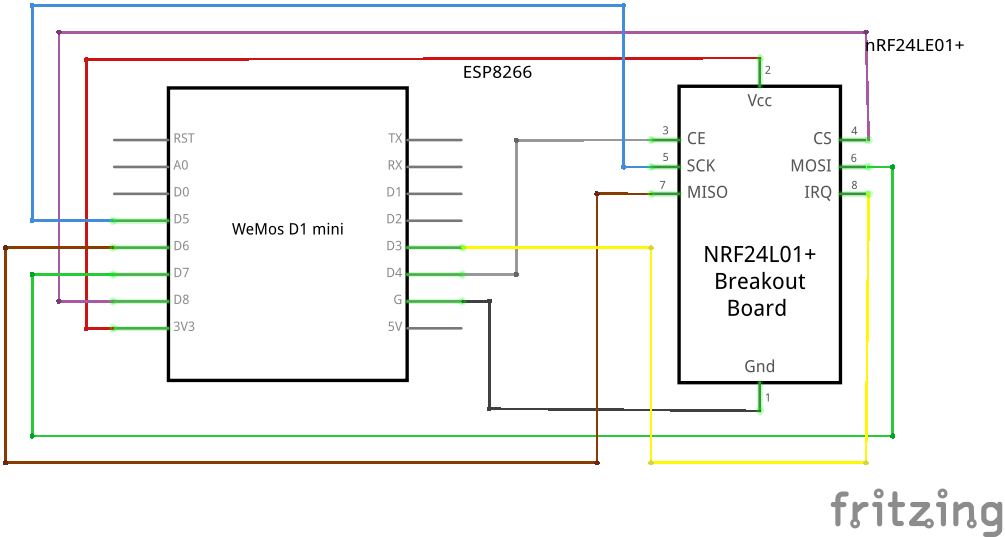 nRF24LE01+
ESP8266
2
Vcc
RST
TX
3
CE
CS
4
A0
RX
5
SCK
MOSI
6
D0
D1
7
MISO
IRQ
8
D5
D2
WeMos D1 mini
D6
D3
NRF24L01+
Breakout
Board
D7
D4
D8
G
3V3
5V
Gnd
1
fritzing